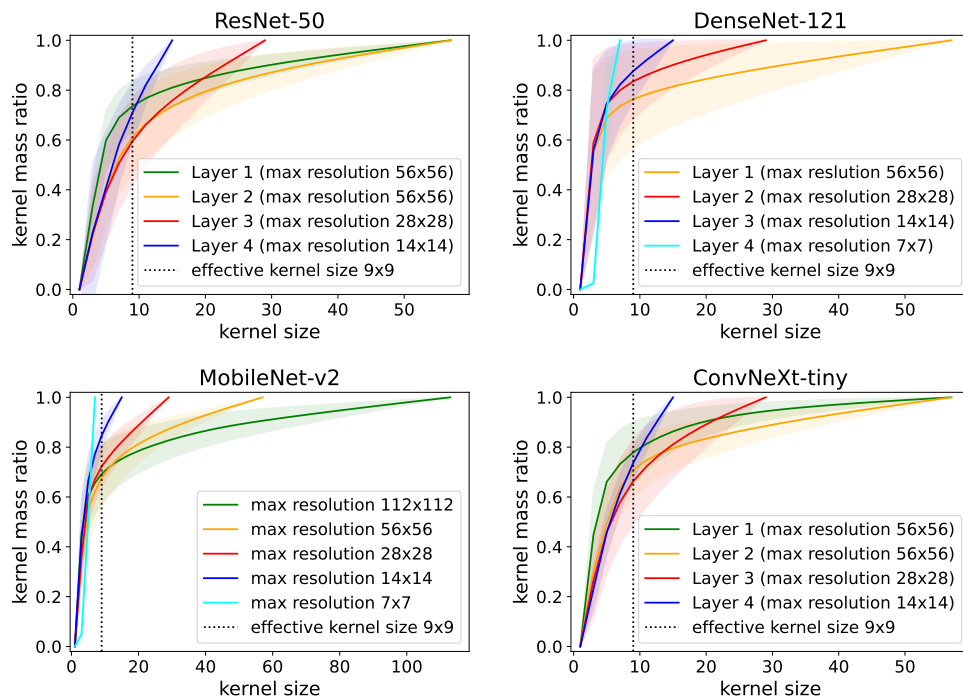 ResNet-50
1.0
0.8
0.6
0.4
0.2
0.0
kernel mass ratio
0 10 20 30 40 50
kernel size
Layer 1 (max resolution 56x56)
Layer 2 (max resolution 56x56)
Layer 3 (max resolution 28x28)
Layer 4 (max resolution 14x14)
effective kernel size 9x9
DenseNet-121
1.0
0.8
0.6
0.4
0.2
0.0
kernel mass ratio
0 10 20 30 40 50
kernel size
Layer 1 (max reslution 56x56)
Layer 2 (max resolution 28x28)
Layer 3 (max resolution 14x14)
Layer 4 (max resolution 7x7)
effective kernel size 9x9
MobileNet-v2
1.0
0.8
0.6
0.4
0.2
0.0
kernel mass ratio
0 20 40 60 80 100
kernel size
max resolution 112x112
max resolution 56x56
max resolution 28x28
max resolution 14x14
max resolution 7x7
effective kernel size 9x9
ConvNeXt-tiny
1.0
0.8
0.6
0.4
0.2
0.0
kernel mass ratio
0 10 20 30 40 50
kernel size
Layer 1 (max resolution 56x56)
Layer 2 (max resolution 56x56)
Layer 3 (max resolution 28x28)
Layer 4 (max resolution 14x14)
effective kernel size 9x9